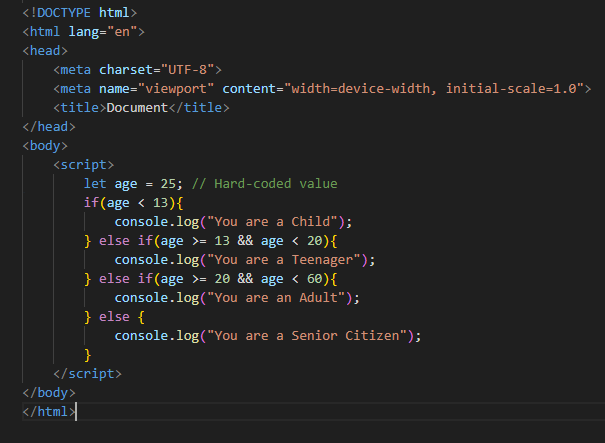 <!DOCTYPE html>
<html lang="en">
<head>
    <meta charset="UTF-8">
    <meta name="viewport" content="width=device-width, initial-scale=1.0">
    <title>Document</title>
</head>
<body>
    <script>
        let age = 25; // Hard-coded value
        if(age < 13){
            console.log("You are a Child");
        } else if(age >= 13 && age < 20){
            console.log("You are a Teenager");
        } else if(age >= 20 && age < 60){
            console.log("You are an Adult");
        } else {
            console.log("You are a Senior Citizen");
        }
    </script>
</body>
</html>